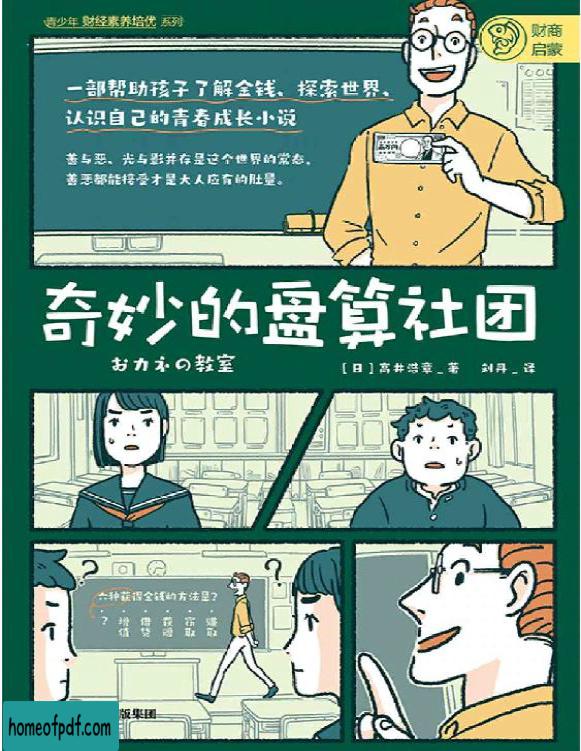 青少年 财经素养培优 系列
财商
启蒙
一部帮助孩子了解金钱、探索世界、
认识自己的青春成长小说
善与恶、光与影并存是这个世界的常态,
善恶都能接受才是大人应有的肚量。
奇妙的盘算社团
おカネの教室
[日]高井浩章_著 刘丹_译
?
?
六种获得金钱的方法是?
? 增值 借贷 获赠 窃取 赚取
版集团
homeofpdf.com